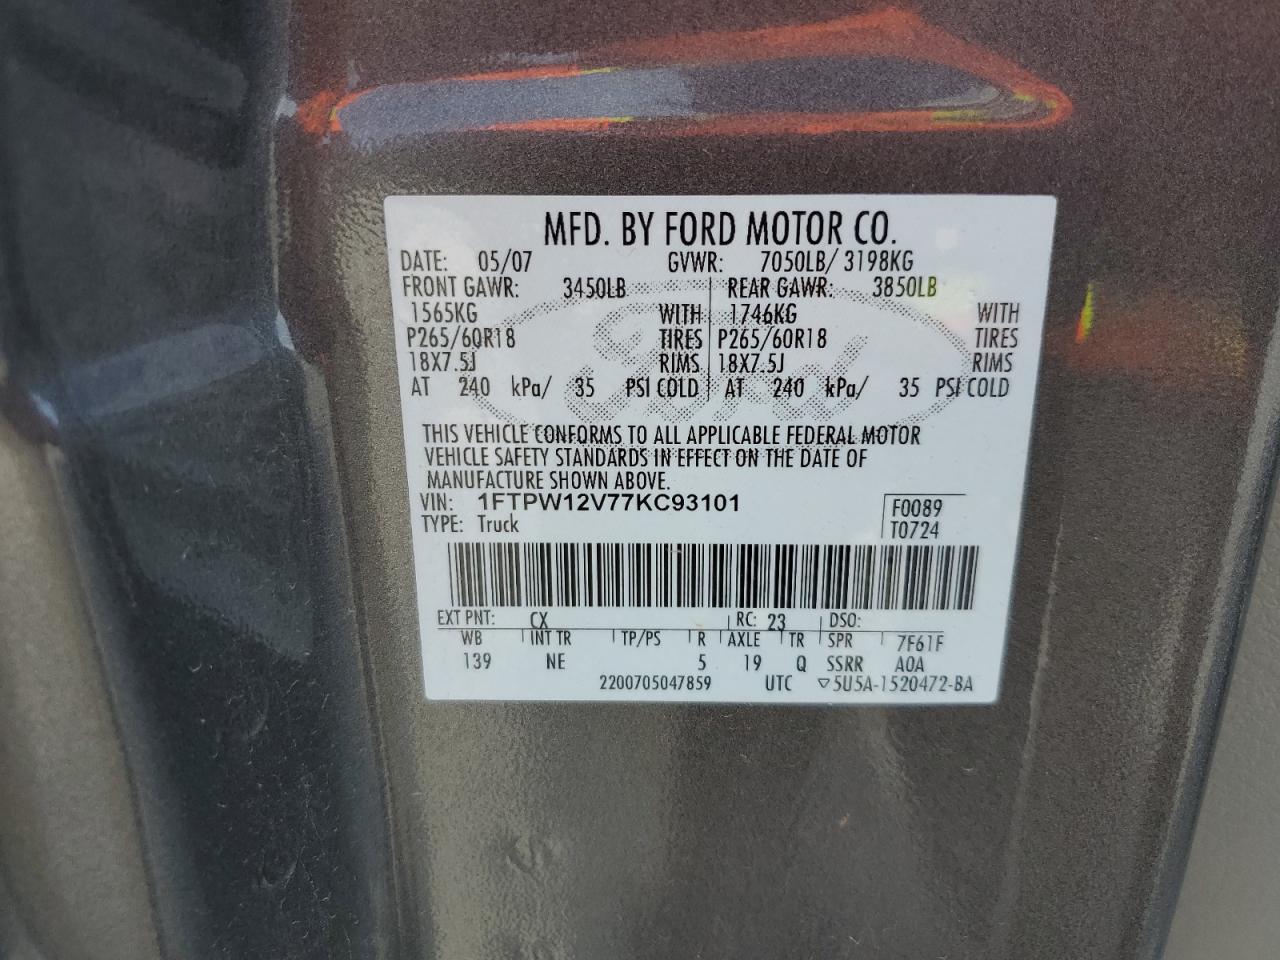 MFD. BY FORD MOTOR CO.
DATE: 05/07 GVWR: 7050LB/ 3198KG
FRONT GAWR: 3450LB REAR GAWR: 3850LB
1565KG WITH 1746KG WITH
P265/60R18 TIRES P265/60R18 TIRES
18X7.5J RIMS 18X7.5J RIMS
AT 240 kPa/ 35 PSI COLD AT 240 kPa/ 35 PSI COLD
THIS VEHICLE CONFORMS TO ALL APPLICABLE FEDERAL MOTOR
VEHICLE SAFETY STANDARDS IN EFFECT ON THE DATE OF
MANUFACTURE SHOWN ABOVE.
VIN: 1FTPW12V77KC93101 F0089
TYPE: Truck T0724
EXT PNT: CX RC: 23 DSO:
WB INT TR TP/PS R AXLE TR SPR 7F61F
139 NE 5 19 Q SSRR A0A
2200705047859 UTC ▽5U5A-1520472-BA
Ford